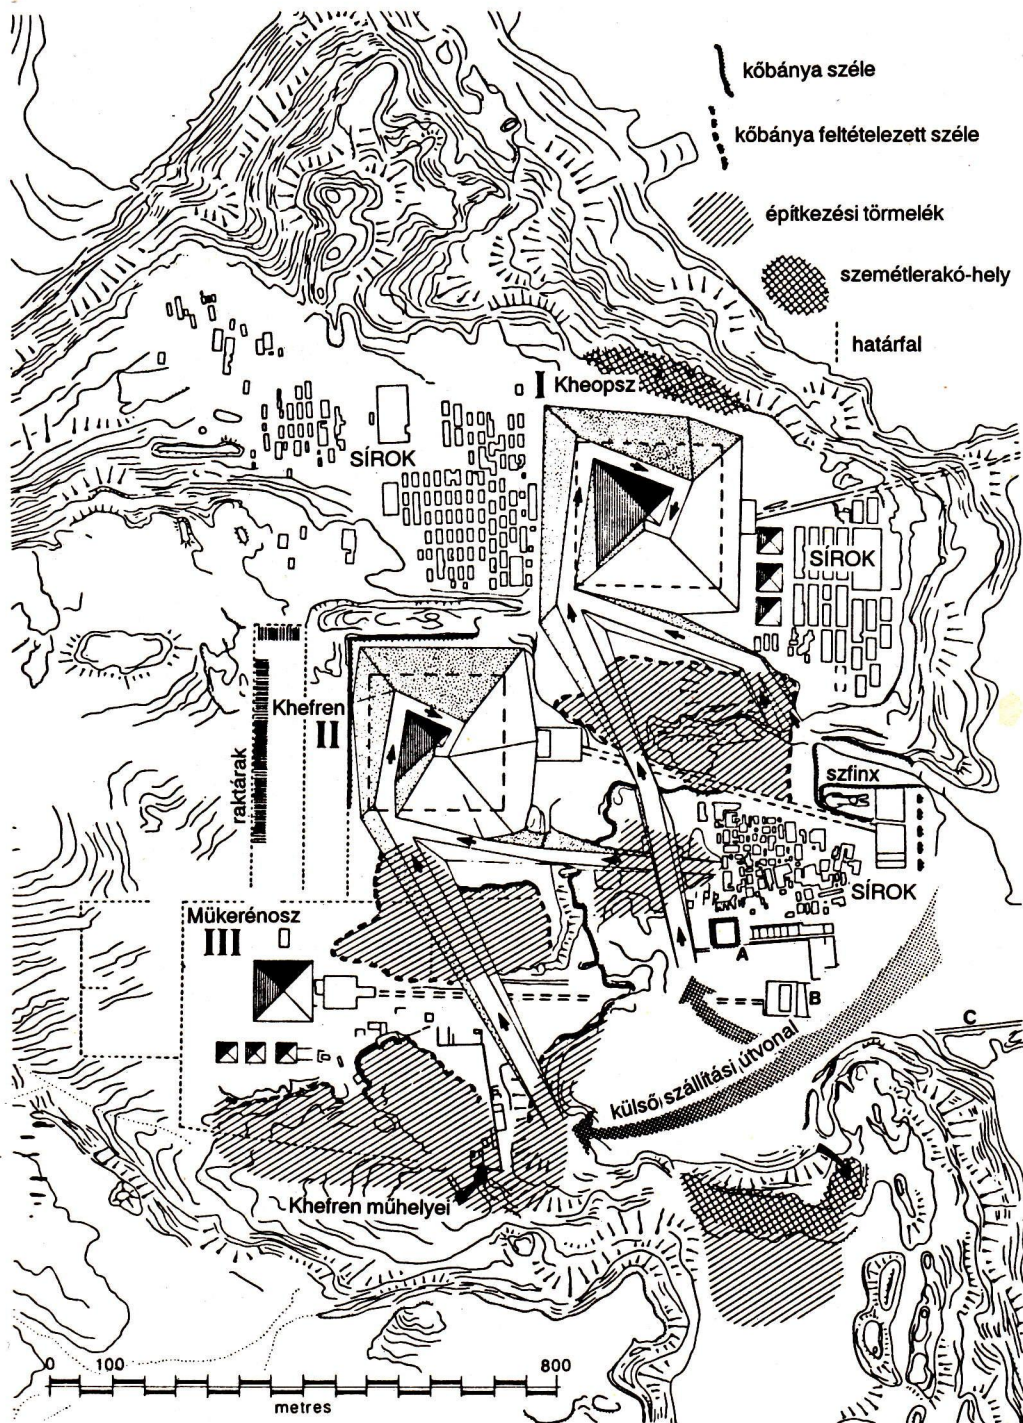 kőbánya széle
kőbánya feltételezett széle
építkezési törmelék
szemétlerakó-hely
határfal
I Kheopsz
SÍROK
SÍROK
Khefren
II
raktárak
szfinx
SÍROK
Mükerénosz
III
A
B
C
külső szállítási útvonal
Khefren műhelyei
0 100 800
metres